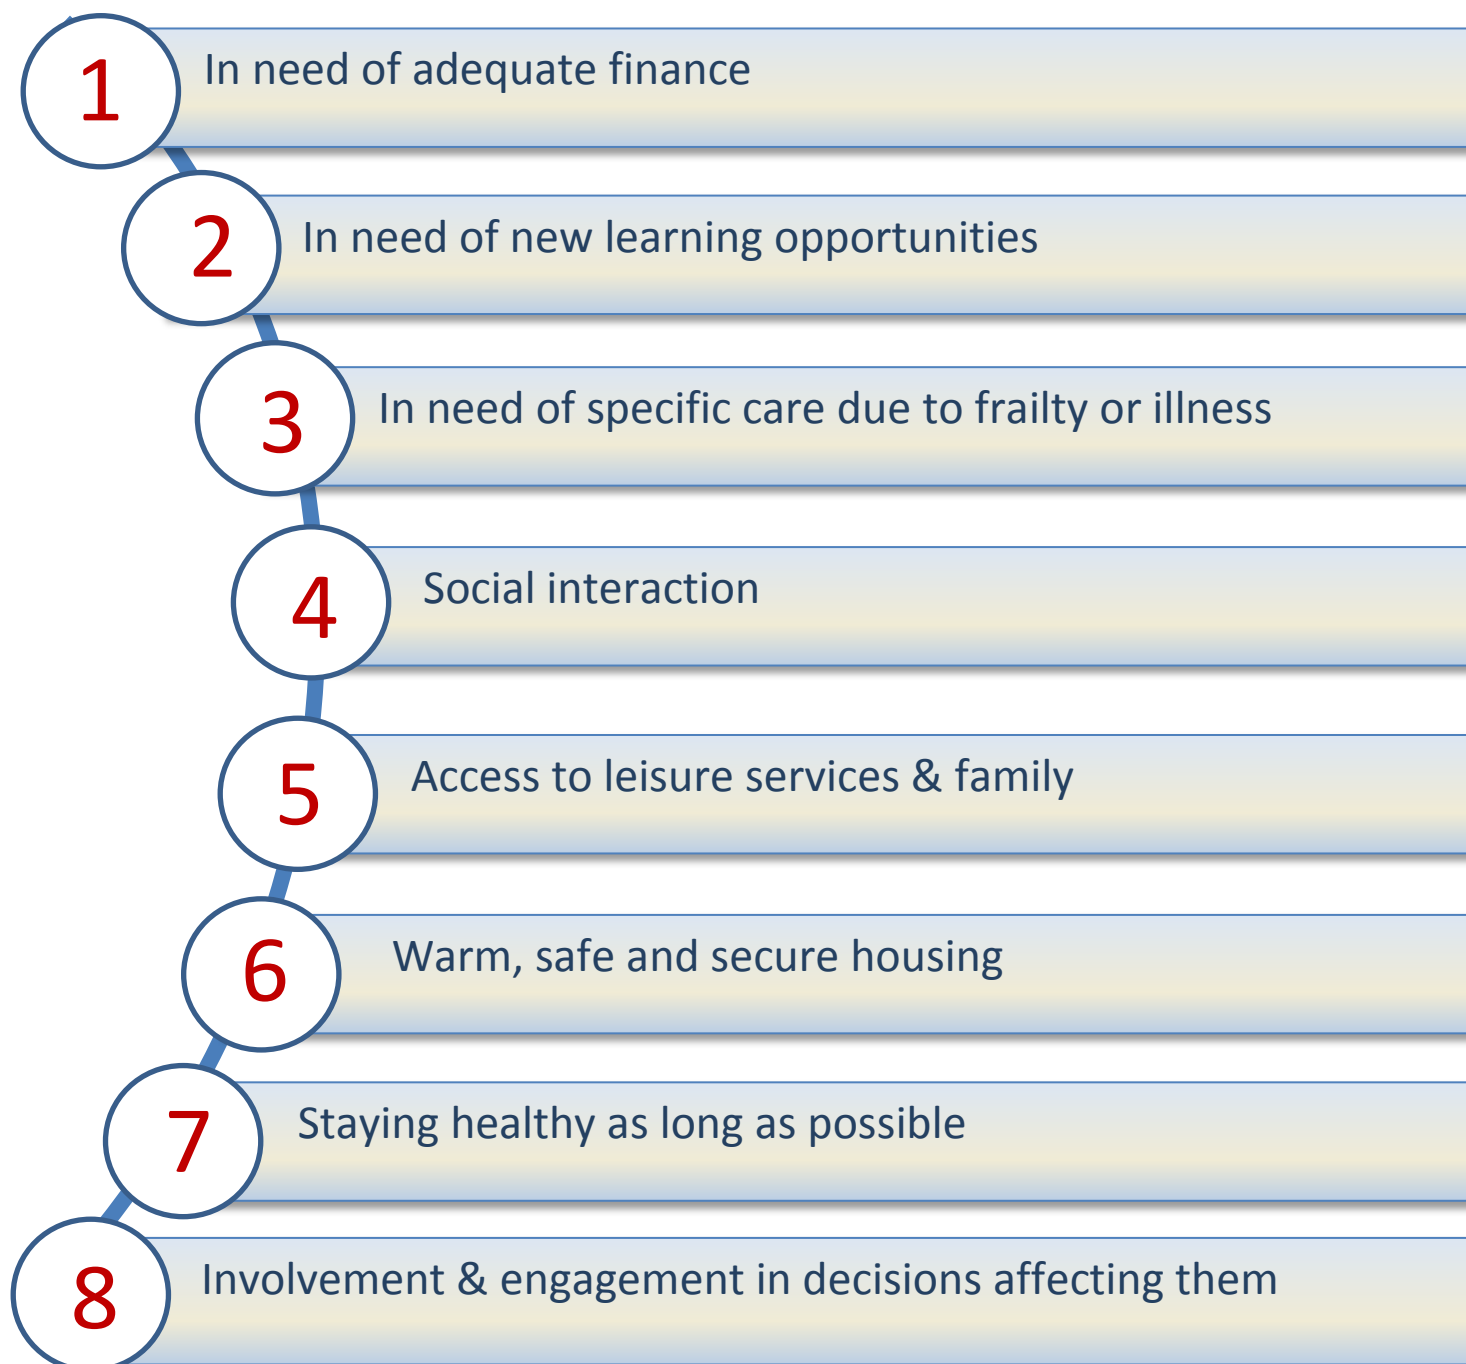 1 In need of adequate finance
2 In need of new learning opportunities
3 In need of specific care due to frailty or illness
4 Social interaction
5 Access to leisure services & family
6 Warm, safe and secure housing
7 Staying healthy as long as possible
8 Involvement & engagement in decisions affecting them